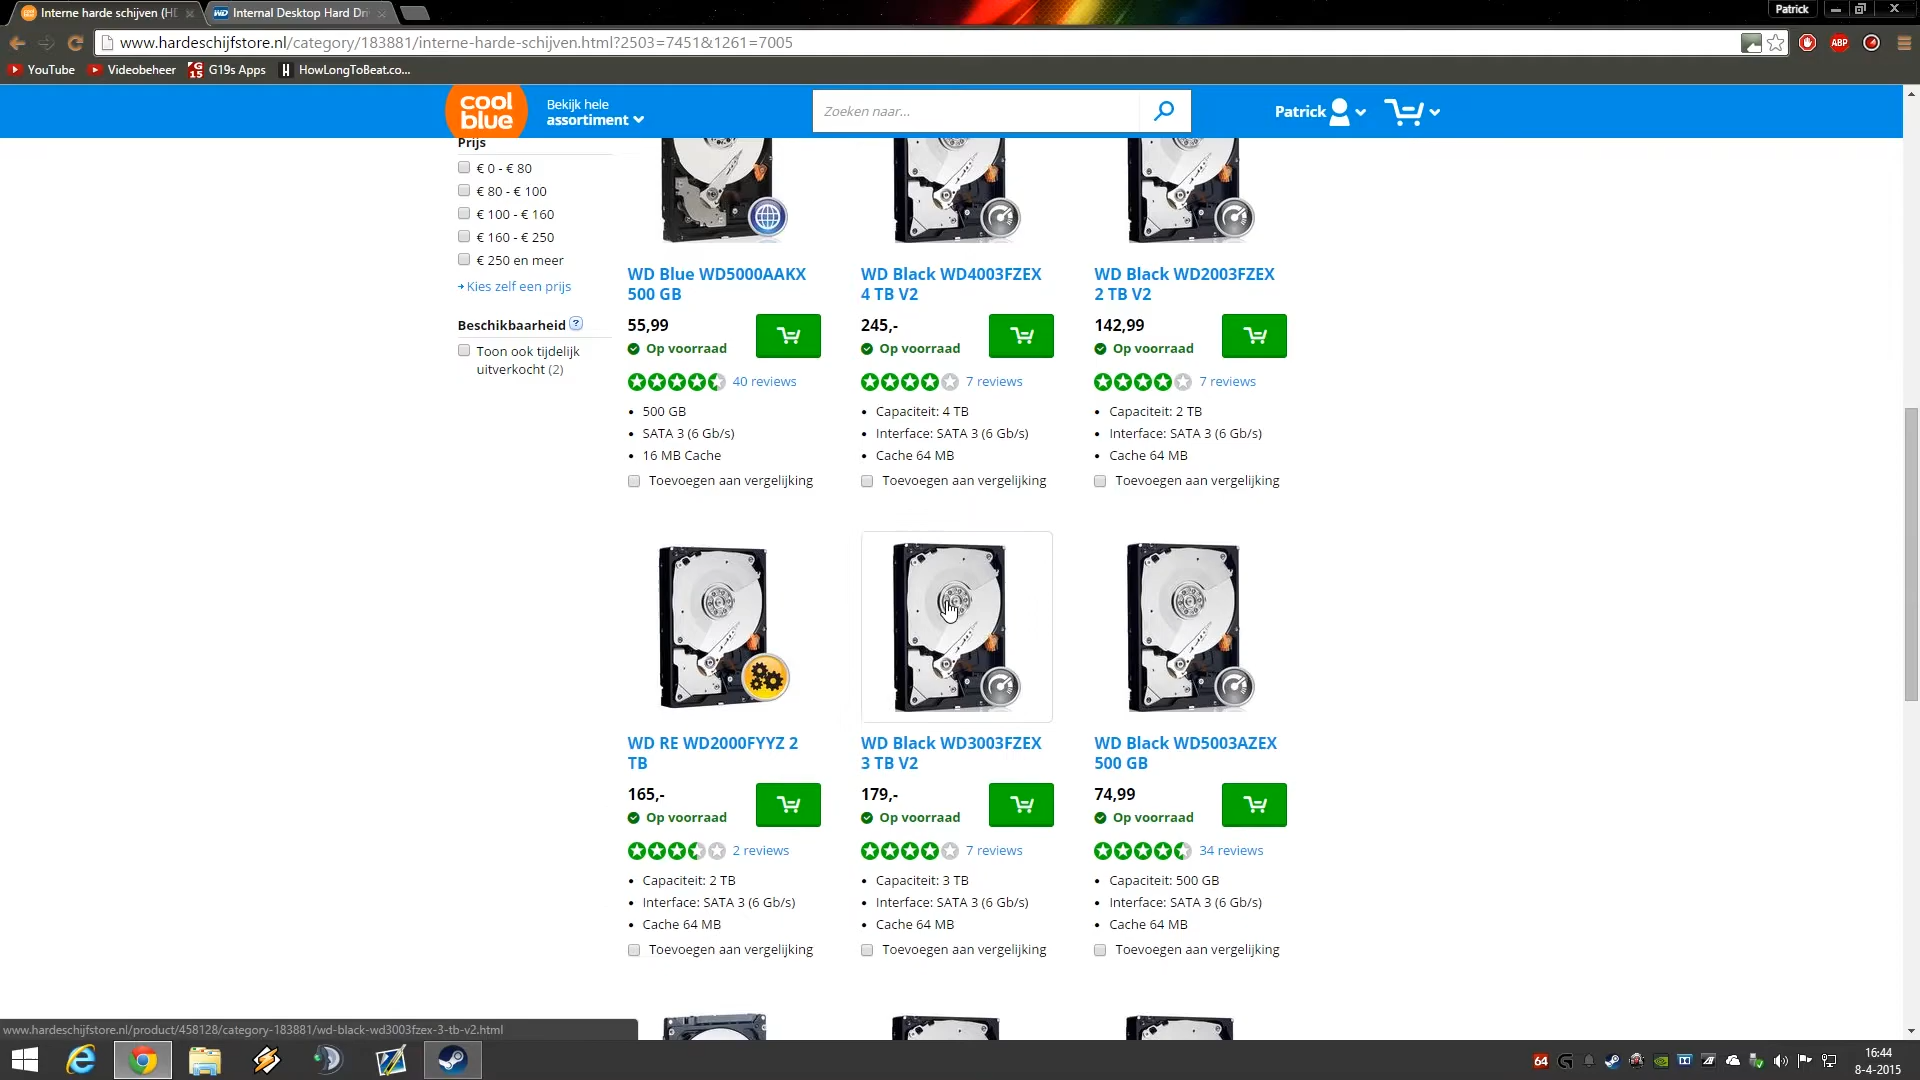 Interne harde schijven (HD
WD Internal Desktop Hard Dri
Patrick
www.hardeschijfstore.nl/category/183881/interne-harde-schijven.html?2503=7451&1261=7005
ABP
YouTube
Videobeheer
G15 G19s Apps
H HowLongToBeat.co...
cool
blue
Bekijk hele
assortiment
Zoeken naar...
Patrick
Prijs
€ 0 - € 80
€ 80 - € 100
€ 100 - € 160
€ 160 - € 250
€ 250 en meer
Kies zelf een prijs
Beschikbaarheid ?
Toon ook tijdelijk
uitverkocht (2)
WD Blue WD5000AAKX
500 GB
55,99
Op voorraad
40 reviews
500 GB
SATA 3 (6 Gb/s)
16 MB Cache
Toevoegen aan vergelijking
WD Black WD4003FZEX
4 TB V2
245,-
Op voorraad
7 reviews
Capaciteit: 4 TB
Interface: SATA 3 (6 Gb/s)
Cache 64 MB
Toevoegen aan vergelijking
WD Black WD2003FZEX
2 TB V2
142,99
Op voorraad
7 reviews
Capaciteit: 2 TB
Interface: SATA 3 (6 Gb/s)
Cache 64 MB
Toevoegen aan vergelijking
WD RE WD2000FYYZ 2
TB
165,-
Op voorraad
2 reviews
Capaciteit: 2 TB
Interface: SATA 3 (6 Gb/s)
Cache 64 MB
Toevoegen aan vergelijking
WD Black WD3003FZEX
3 TB V2
179,-
Op voorraad
7 reviews
Capaciteit: 3 TB
Interface: SATA 3 (6 Gb/s)
Cache 64 MB
Toevoegen aan vergelijking
WD Black WD5003AZEX
500 GB
74,99
Op voorraad
34 reviews
Capaciteit: 500 GB
Interface: SATA 3 (6 Gb/s)
Cache 64 MB
Toevoegen aan vergelijking
www.hardeschijfstore.nl/product/458128/category-183881/wd-black-wd3003fzex-3-tb-v2.html
64
16:44
8-4-2015